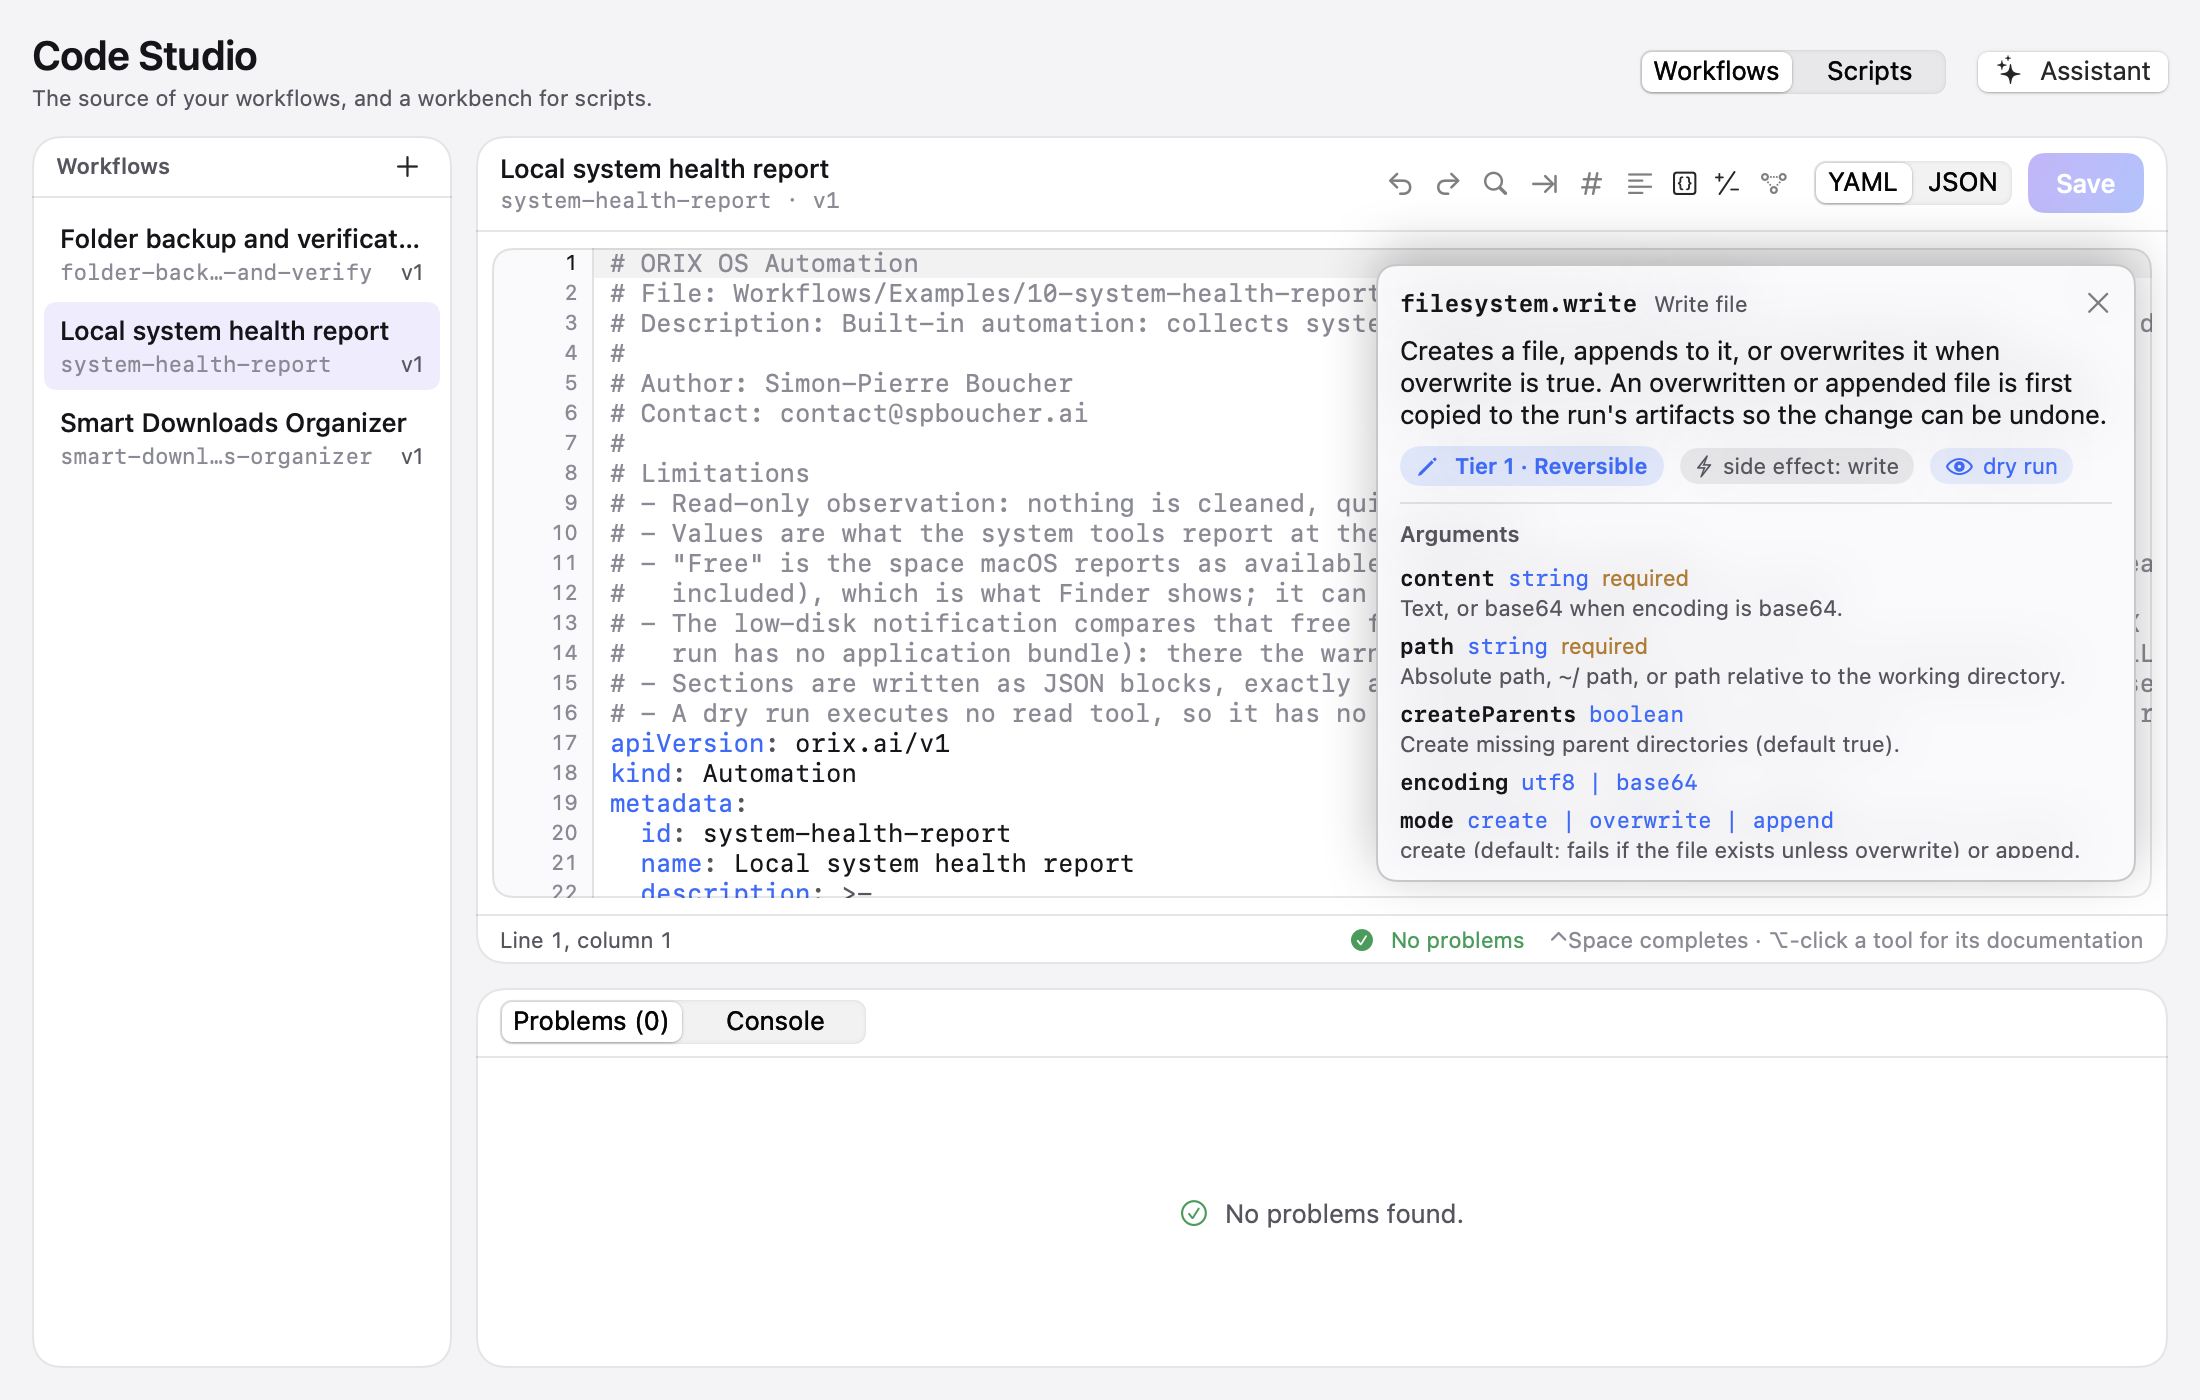 Code Studio
The source of your workflows, and a workbench for scripts.
Workflows
Scripts
Assistant
Workflows
Folder backup and verificat...
folder-back…-and-verify v1
Local system health report
system-health-report v1
Smart Downloads Organizer
smart-downl…s-organizer v1
Local system health report
system-health-report · v1
YAML
JSON
Save
1 # ORIX OS Automation
2 # File: Workflows/Examples/10-system-health-report
3 # Description: Built-in automation: collects syste
4 #
5 # Author: Simon-Pierre Boucher
6 # Contact: contact@spboucher.ai
7 #
8 # Limitations
9 # - Read-only observation: nothing is cleaned, qui
10 # - Values are what the system tools report at the
11 # - "Free" is the space macOS reports as available
12 #   included), which is what Finder shows; it can
13 # - The low-disk notification compares that free f
14 #   run has no application bundle): there the warr
15 # - Sections are written as JSON blocks, exactly a
16 # - A dry run executes no read tool, so it has no
17 apiVersion: orix.ai/v1
18 kind: Automation
19 metadata:
20   id: system-health-report
21   name: Local system health report
22   description: >-
filesystem.write Write file
Creates a file, appends to it, or overwrites it when
overwrite is true. An overwritten or appended file is first
copied to the run's artifacts so the change can be undone.
Tier 1 · Reversible
side effect: write
dry run
Arguments
content string required
Text, or base64 when encoding is base64.
path string required
Absolute path, ~/ path, or path relative to the working directory.
createParents boolean
Create missing parent directories (default true).
encoding utf8 | base64
mode create | overwrite | append
create (default: fails if the file exists unless overwrite) or append.
Line 1, column 1
No problems
^Space completes · ⌥-click a tool for its documentation
Problems (0)
Console
No problems found.